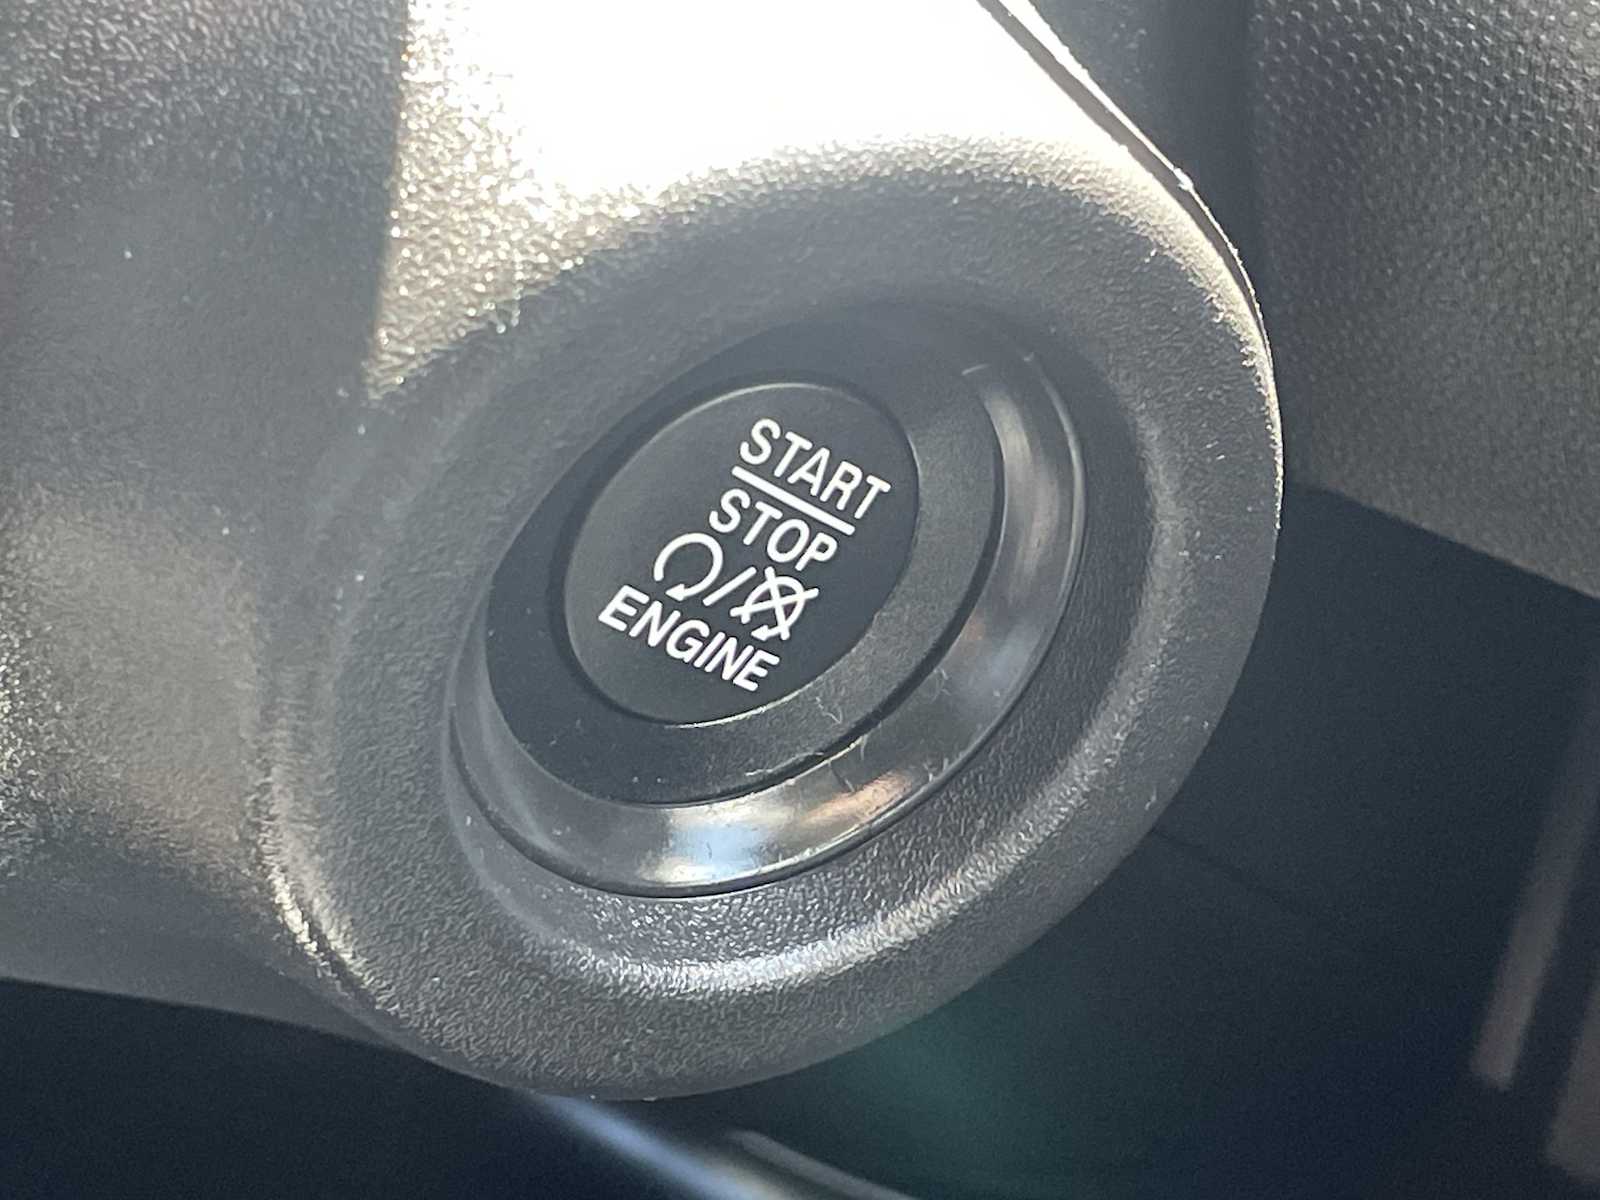 START
STOP
/
ENGINE